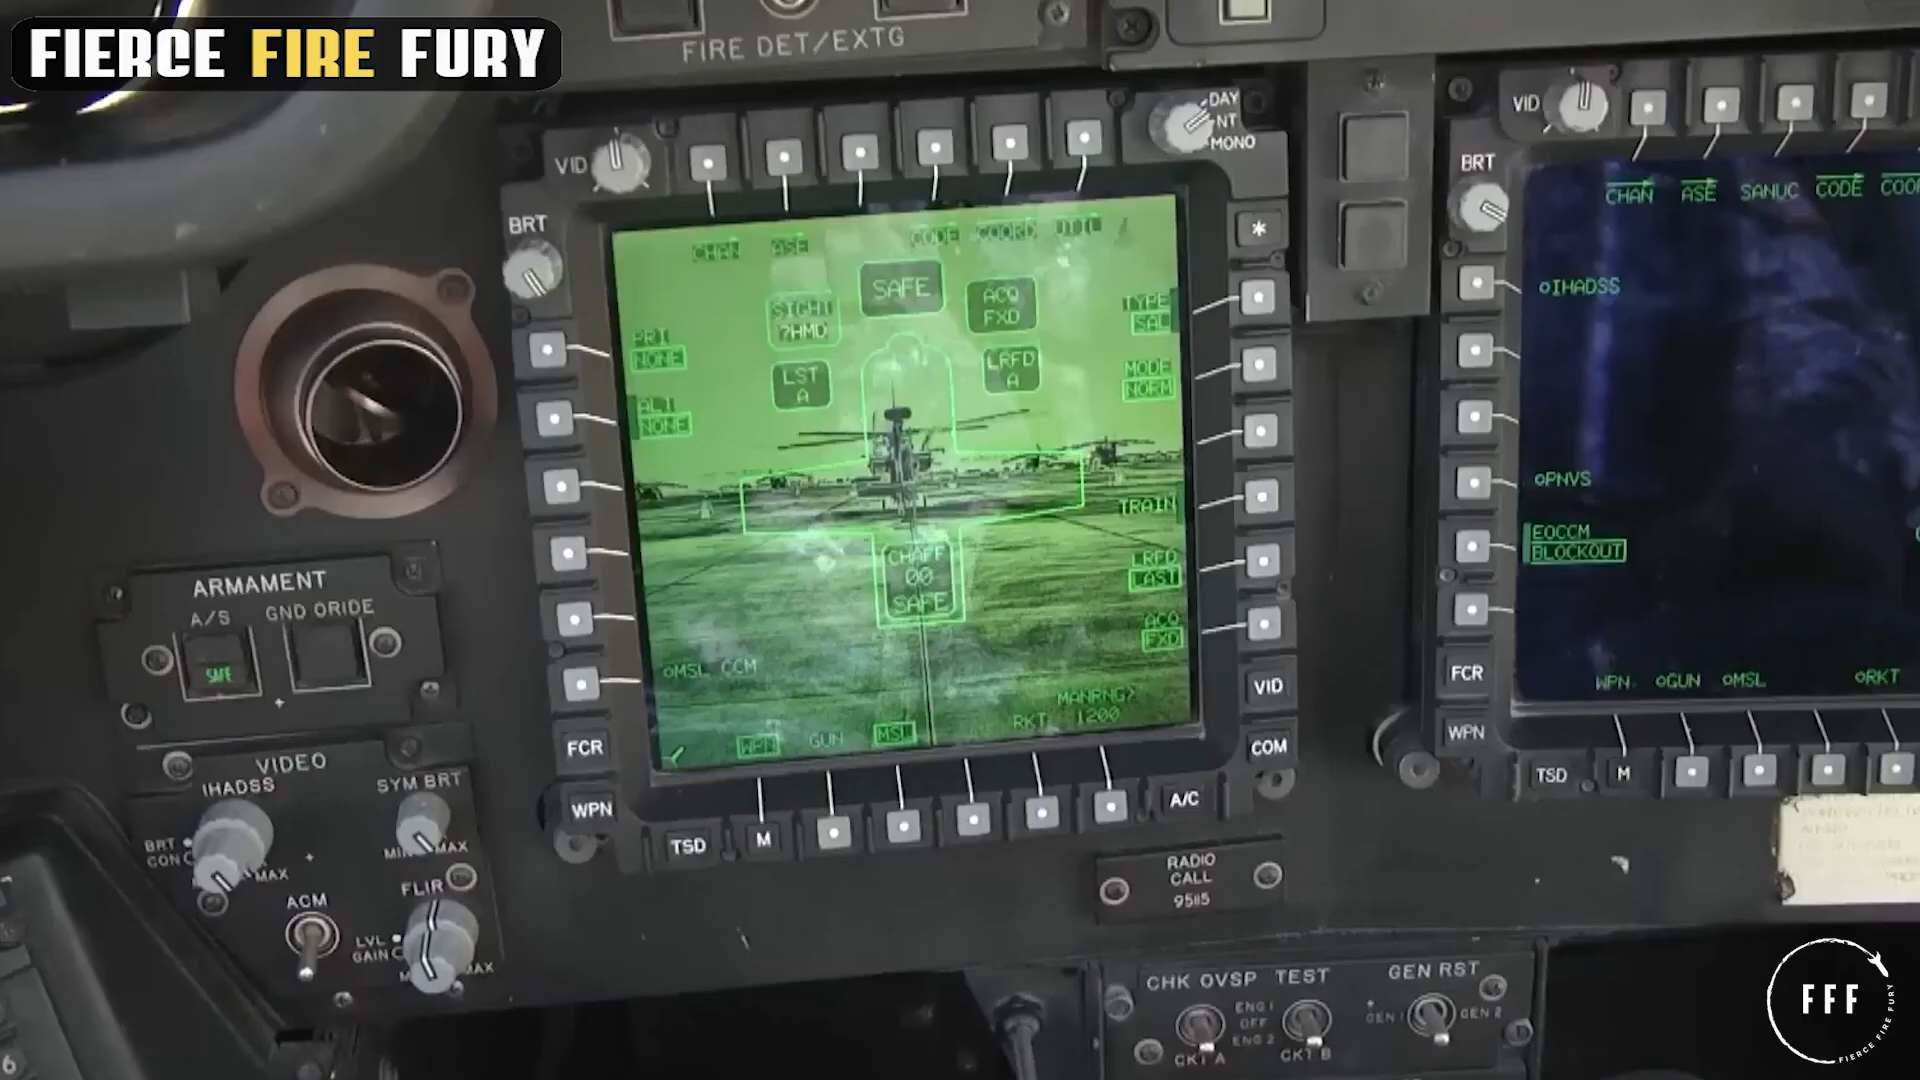 FIERCE FIRE FURY
FIRE DET/EXTG
VID
DAY
NT
MONO
BRT
*
CHAN ASE CODE COORD UTIL
SAFE
SIGHT
?HMD
ACQ
FXD
TYPE
SAL
PRI
NONE
LST
A
LRFD
A
MODE
NORM
ALT
NONE
TRAIN
CHAFF
00
SAFE
LRFD
LAST
ACQ
FXD
MSL CCM
MANRNG>
1200
WPN GUN MSL RKT
FCR
WPN
TSD
M
A/C
VID
COM
VID
BRT
CHAN ASE SANUC CODE
IHADSS
PNVS
EOCCM
BLOCKOUT
WPN GUN MSL RKT
FCR
WPN
TSD
M
ARMAMENT
A/S GND ORIDE
SAFE
VIDEO
IHADSS SYM BRT
BRT
CON
MAX
MIN MAX
ACM
FLIR
LVL
GAIN
RADIO
CALL
95115
CHK OVSP TEST GEN RST
ENG 1
OFF
ENG 2
CKT A CKT B
GEN 1 GEN 2
6
FFF
FIERCE FIRE FURY